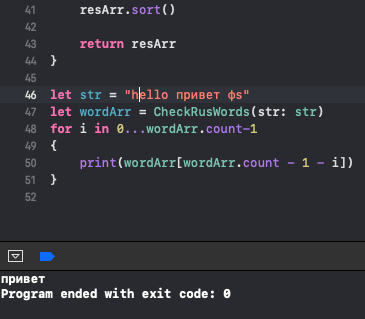 41 resArr.sort()
42
43 return resArr
44 }
45
46 let str = "hello привет фs"
47 let wordArr = CheckRusWords(str: str)
48 for i in 0...wordArr.count-1
49 {
50 print(wordArr[wordArr.count - 1 - i])
51 }
52
привет
Program ended with exit code: 0